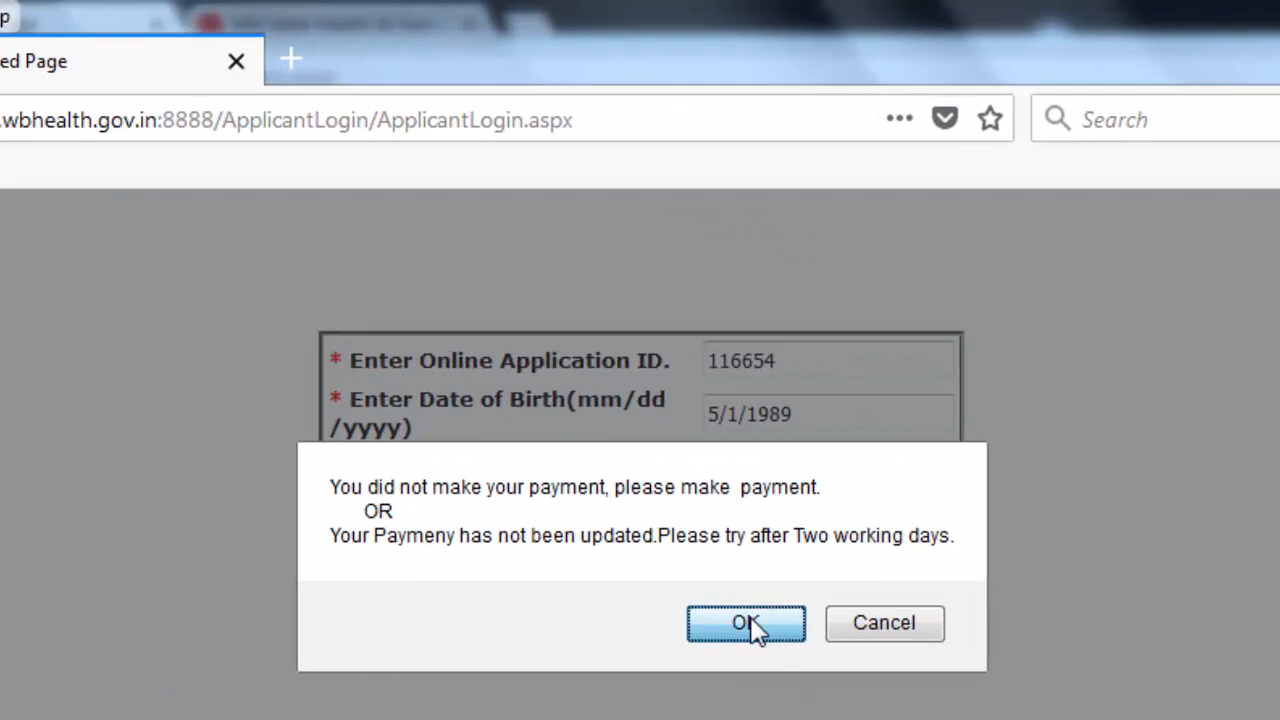 p
ed Page
wbhealth.gov.in:8888/ApplicantLogin/ApplicantLogin.aspx
Search
* Enter Online Application ID.
116654
* Enter Date of Birth(mm/dd
/yyyy)
5/1/1989
You did not make your payment, please make payment.
OR
Your Paymeny has not been updated.Please try after Two working days.
OK
Cancel